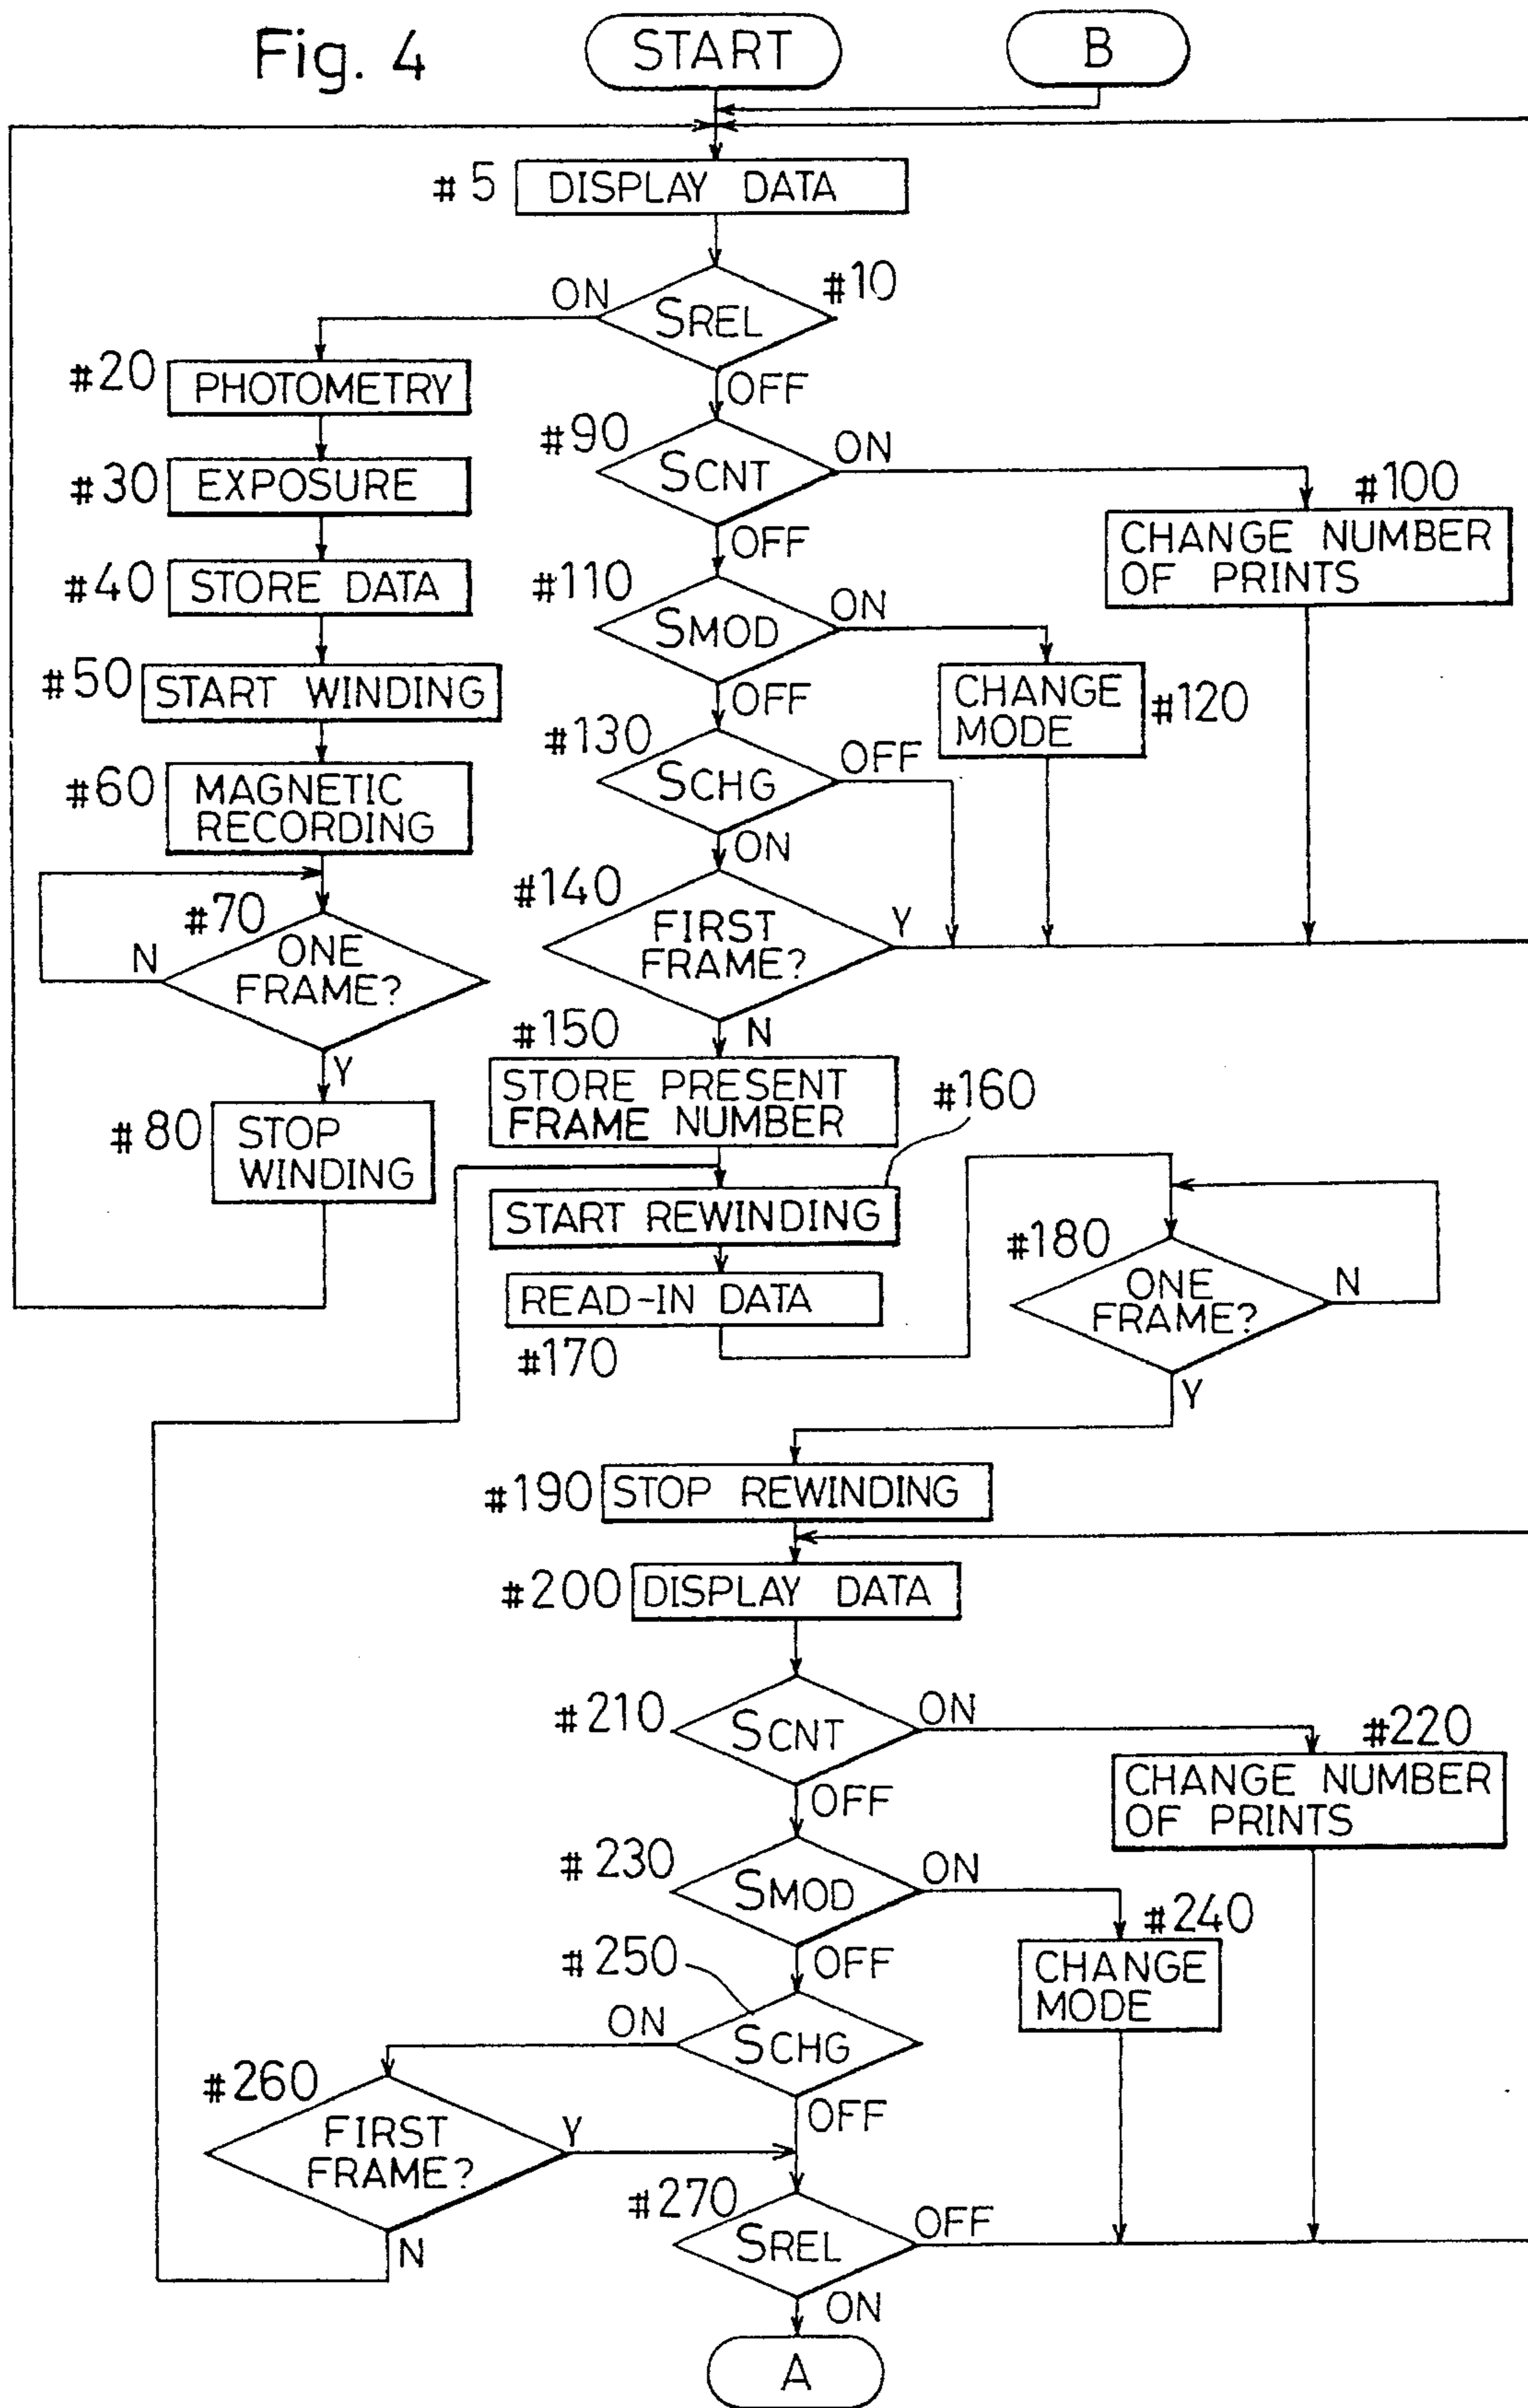 Fig. 4
START
B
#5
DISPLAY DATA
#10
SREL
ON
OFF
#20
PHOTOMETRY
#30
EXPOSURE
#40
STORE DATA
#50
START WINDING
#60
MAGNETIC
RECORDING
#70
ONE
FRAME?
N
Y
#80
STOP
WINDING
#90
SCNT
ON
OFF
#100
CHANGE NUMBER
OF PRINTS
#110
SMOD
ON
OFF
CHANGE
MODE
#120
#130
SCHG
OFF
ON
#140
FIRST
FRAME?
Y
N
#150
STORE PRESENT
FRAME NUMBER
#160
START REWINDING
READ-IN DATA
#170
#180
ONE
FRAME?
N
Y
#190
STOP REWINDING
#200
DISPLAY DATA
#210
SCNT
ON
OFF
#220
CHANGE NUMBER
OF PRINTS
#230
SMOD
ON
OFF
#240
CHANGE
MODE
#250
SCHG
ON
OFF
#260
FIRST
FRAME?
Y
N
#270
SREL
OFF
ON
A